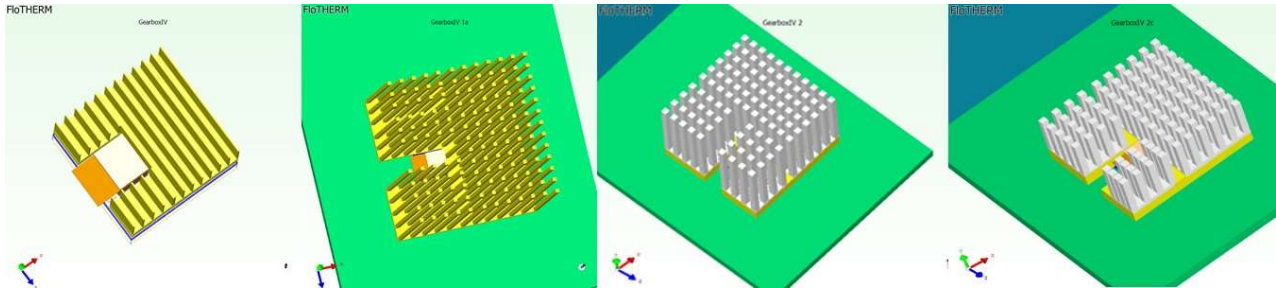 FloTHERM
GearboxIV
FloTHERM
GearboxIV 1a
FloTHERM
GearboxIV 2
FloTHERM
GearboxIV 2c